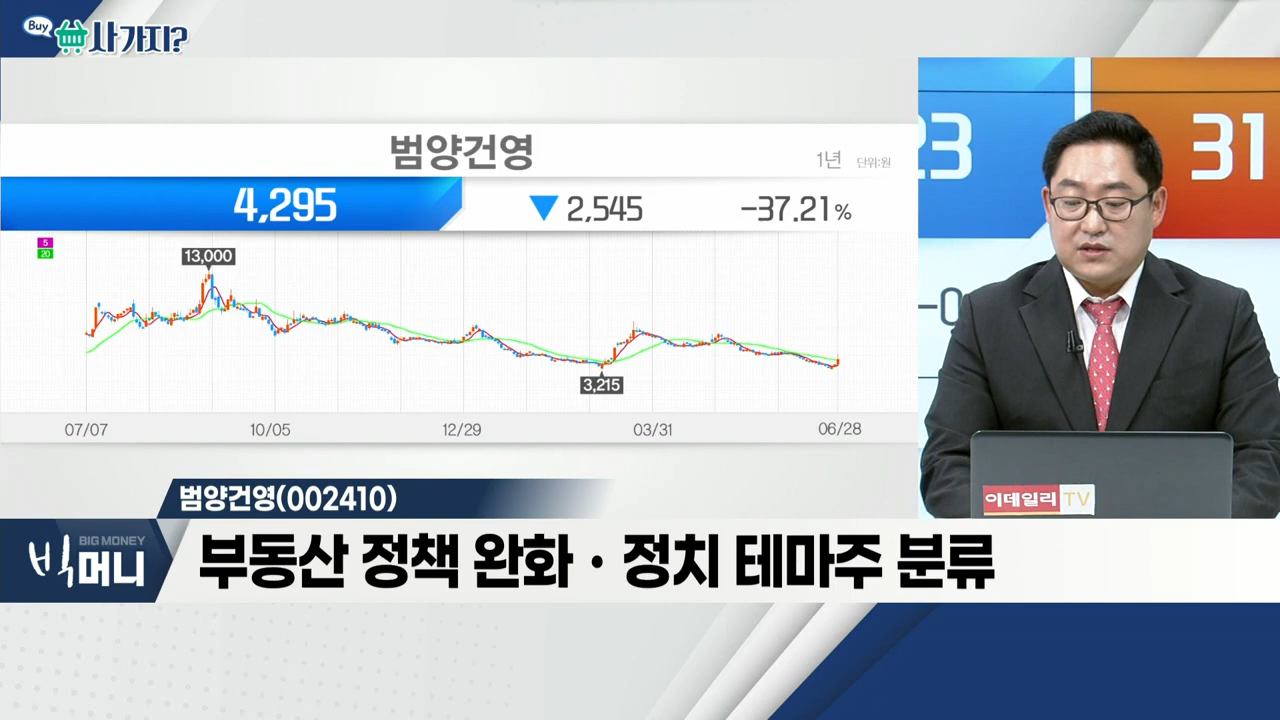 Buy 사가지?
범양건영
1년 단위:원
4,295 ▼ 2,545 -37.21%
5
20
13,000
3,215
07/07 10/05 12/29 03/31 06/28
23 31
-0
이데일리TV
범양건영(002410)
BIG MONEY
빅머니
부동산 정책 완화 · 정치 테마주 분류